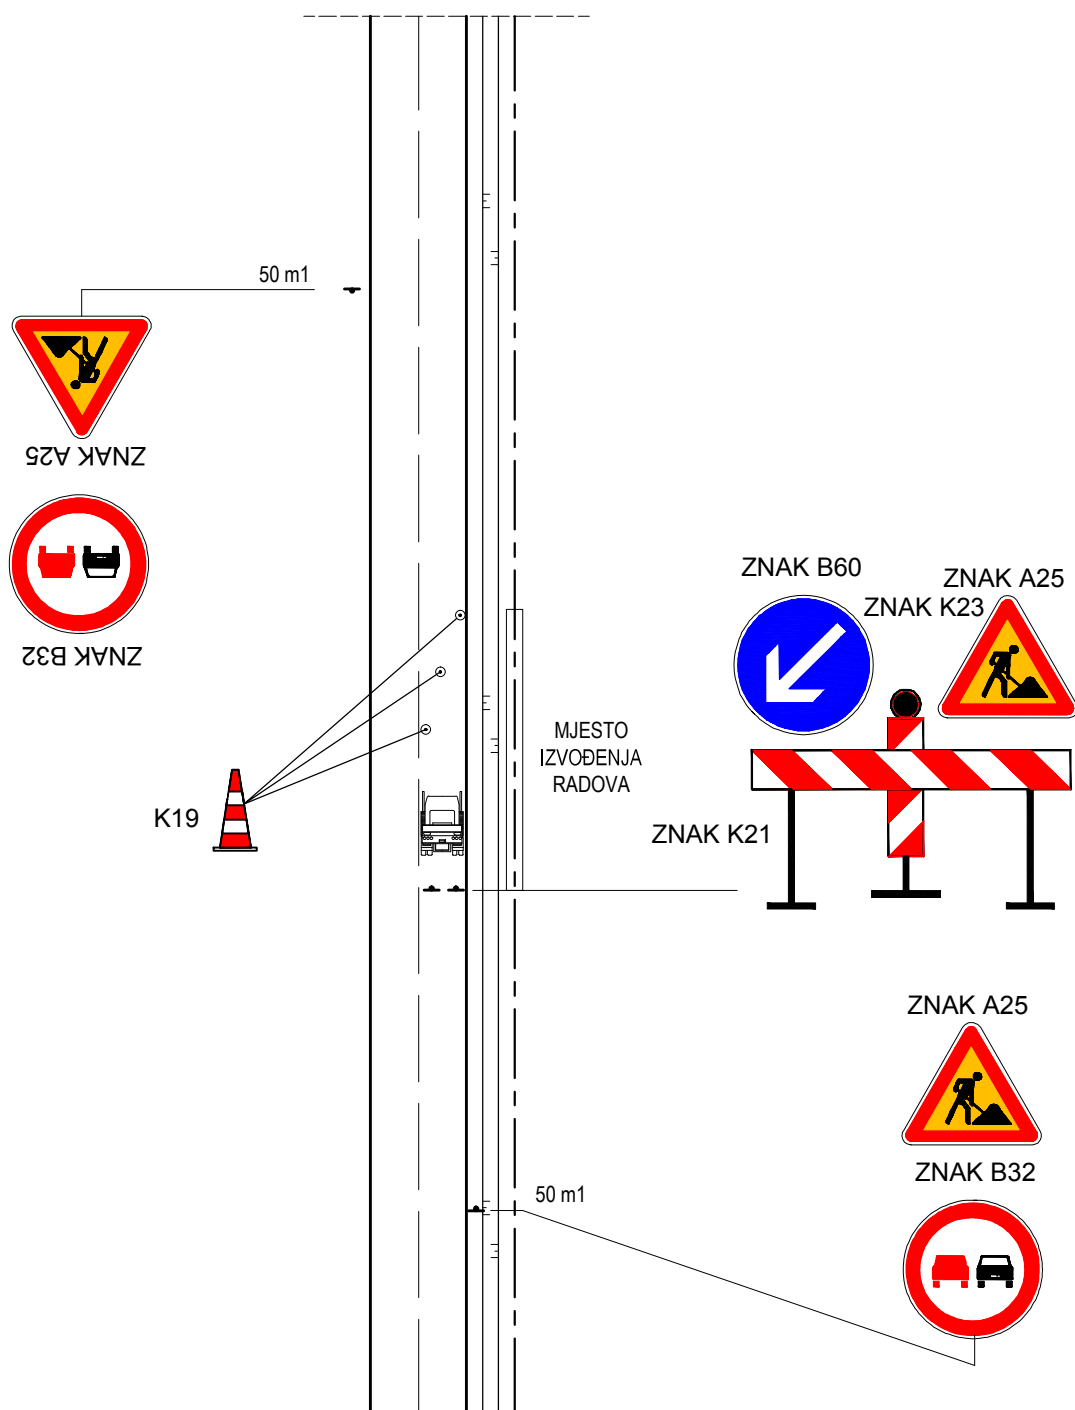 50 m1
ZNAK A25
ZNAK B32
ZNAK B60
ZNAK A25
ZNAK K23
MJESTO
IZVOĐENJA
RADOVA
K19
ZNAK K21
ZNAK A25
ZNAK B32
50 m1